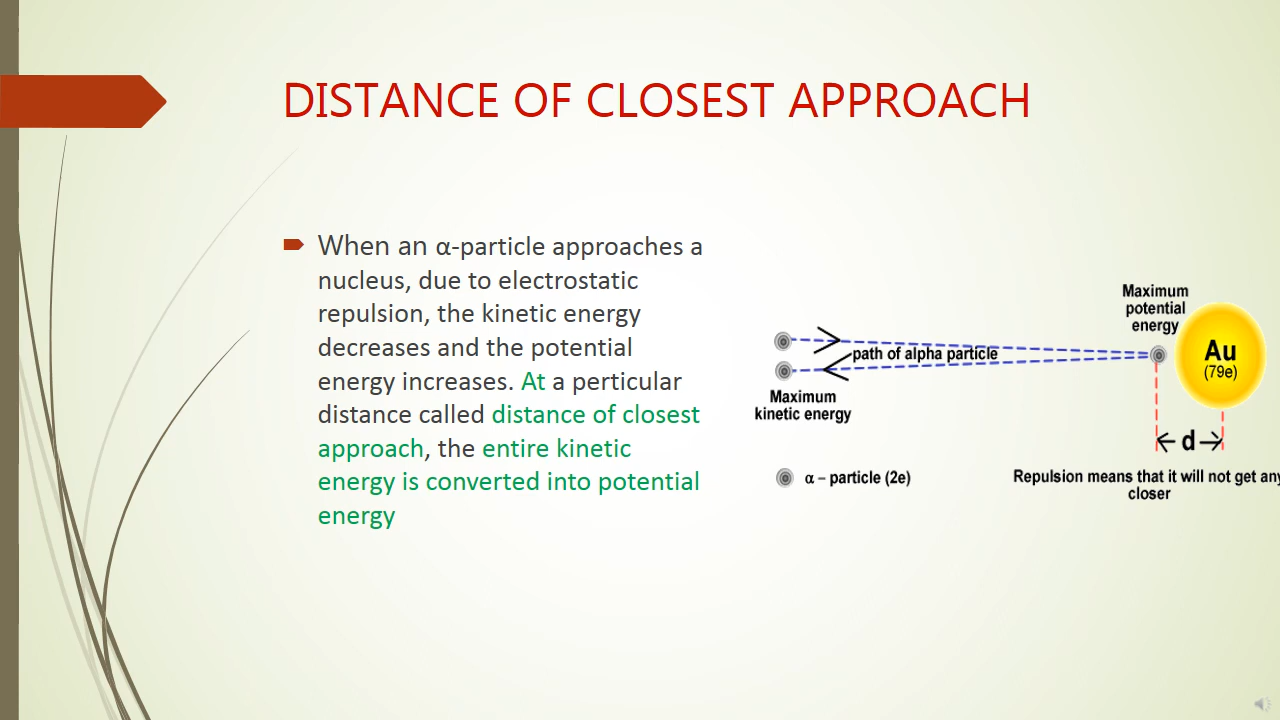 DISTANCE OF CLOSEST APPROACH
When an α-particle approaches a
nucleus, due to electrostatic
repulsion, the kinetic energy
decreases and the potential
energy increases. At a perticular
distance called distance of closest
approach, the entire kinetic
energy is converted into potential
energy
Maximum
potential
energy
Au
(79e)
path of alpha particle
Maximum
kinetic energy
d
α – particle (2e)
Repulsion means that it will not get any
closer